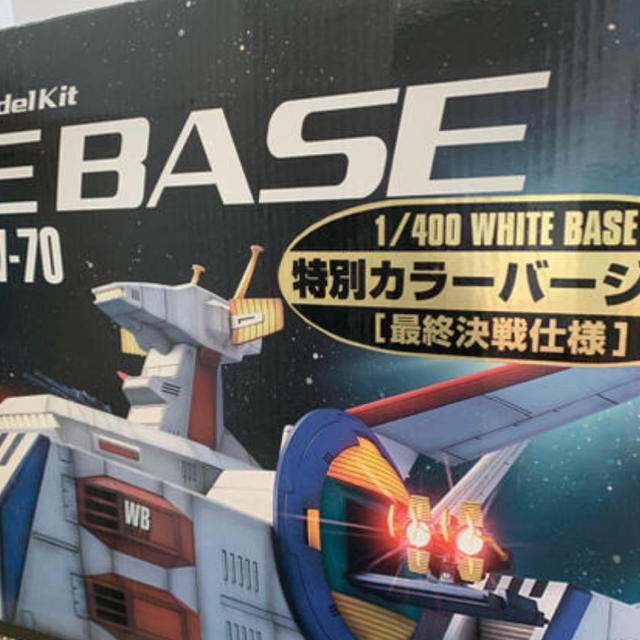 delKit
E BASE
-70
1/400 WHITE BASE
特別カラーバージ
[最終決戦仕様]
WB